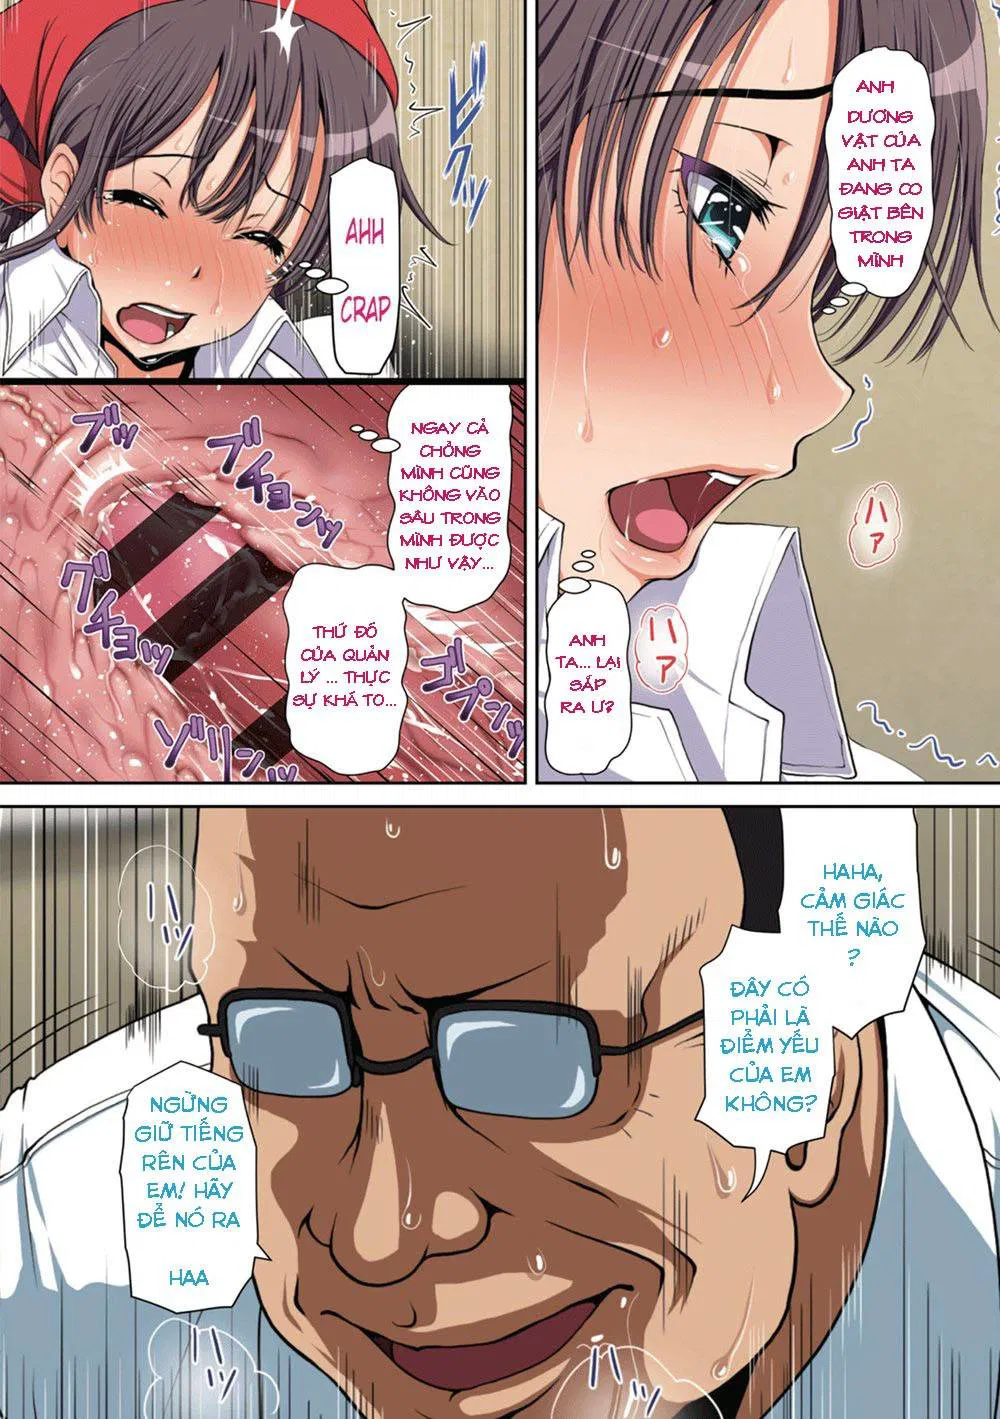 ANH
DƯƠNG
VẬT CỦA
ANH TA
ĐANG CO
GIẬT BÊN
TRONG
MÌNH
AHH
CRAP
ビクッ
ハァ
ハァ
ANH
TA... LẠI
SẮP
RA Ư?
NGAY CẢ
CHỒNG
MÌNH CŨNG
KHÔNG VÀO
SÂU TRONG
MÌNH ĐƯỢC
NHƯ VẬY...
THỨ ĐÓ
CỦA QUẢN
LÝ ... THỰC
SỰ KHÁ TO...
HAHA,
CẢM GIÁC
THẾ NÀO
?
ĐÂY CÓ
PHẢI LÀ
ĐIỂM YẾU
CỦA EM
KHÔNG?
NGỪNG
GIỮ TIẾNG
RÊN CỦA
EM! HÃY
ĐỂ NÓ RA
HAA